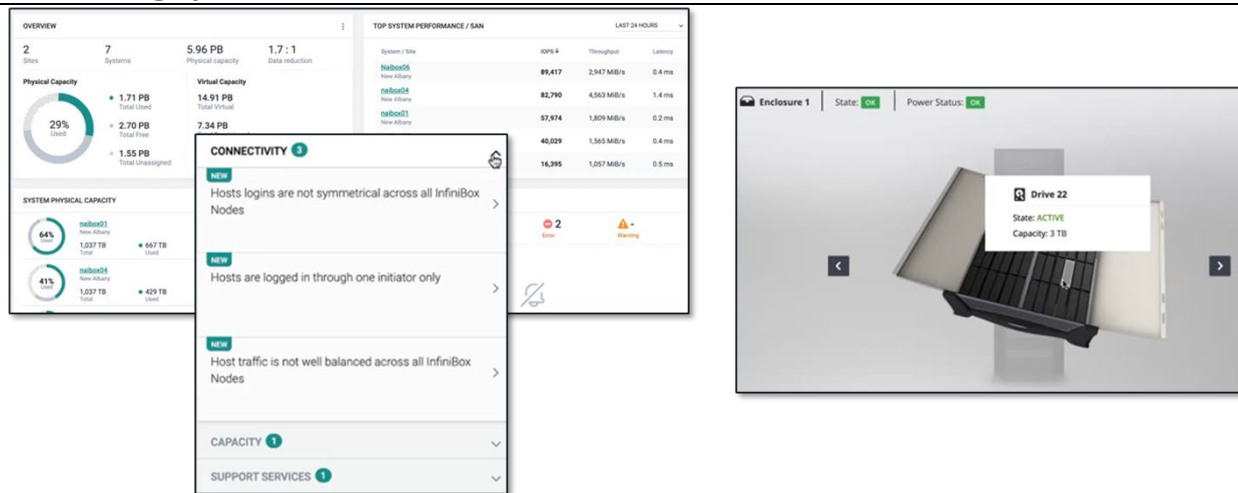 OVERVIEW
2
Sites
7
Systems
5.96 PB
Physical capacity
1.7 : 1
Data reduction
Physical Capacity
29%
Used
1.71 PB
Total Used
2.70 PB
Total Free
1.55 PB
Total Unassigned
Virtual Capacity
14.91 PB
Total Virtual
7.34 PB
TOP SYSTEM PERFORMANCE / SAN
LAST 24 HOURS
System / Site IOPS Throughput Latency
Naibox06
New Albany
89,417 2,947 MiB/s 0.4 ms
naibox04
New Albany
82,790 4,563 MiB/s 1.4 ms
naibox01
New Albany
57,974 1,809 MiB/s 0.2 ms
40,029 1,565 MiB/s 0.4 ms
16,395 1,057 MiB/s 0.5 ms
SYSTEM PHYSICAL CAPACITY
64%
Used
naibox01
New Albany
1,037 TB
Total
667 TB
Used
41%
Used
naibox04
New Albany
1,037 TB
Total
429 TB
Used
2
Error
-
Warning
CONNECTIVITY 3
NEW
Hosts logins are not symmetrical across all InfiniBox
Nodes
NEW
Hosts are logged in through one initiator only
NEW
Host traffic is not well balanced across all InfiniBox
Nodes
CAPACITY 1
SUPPORT SERVICES 1
Enclosure 1 State: OK Power Status: OK
Drive 22
State: ACTIVE
Capacity: 3 TB